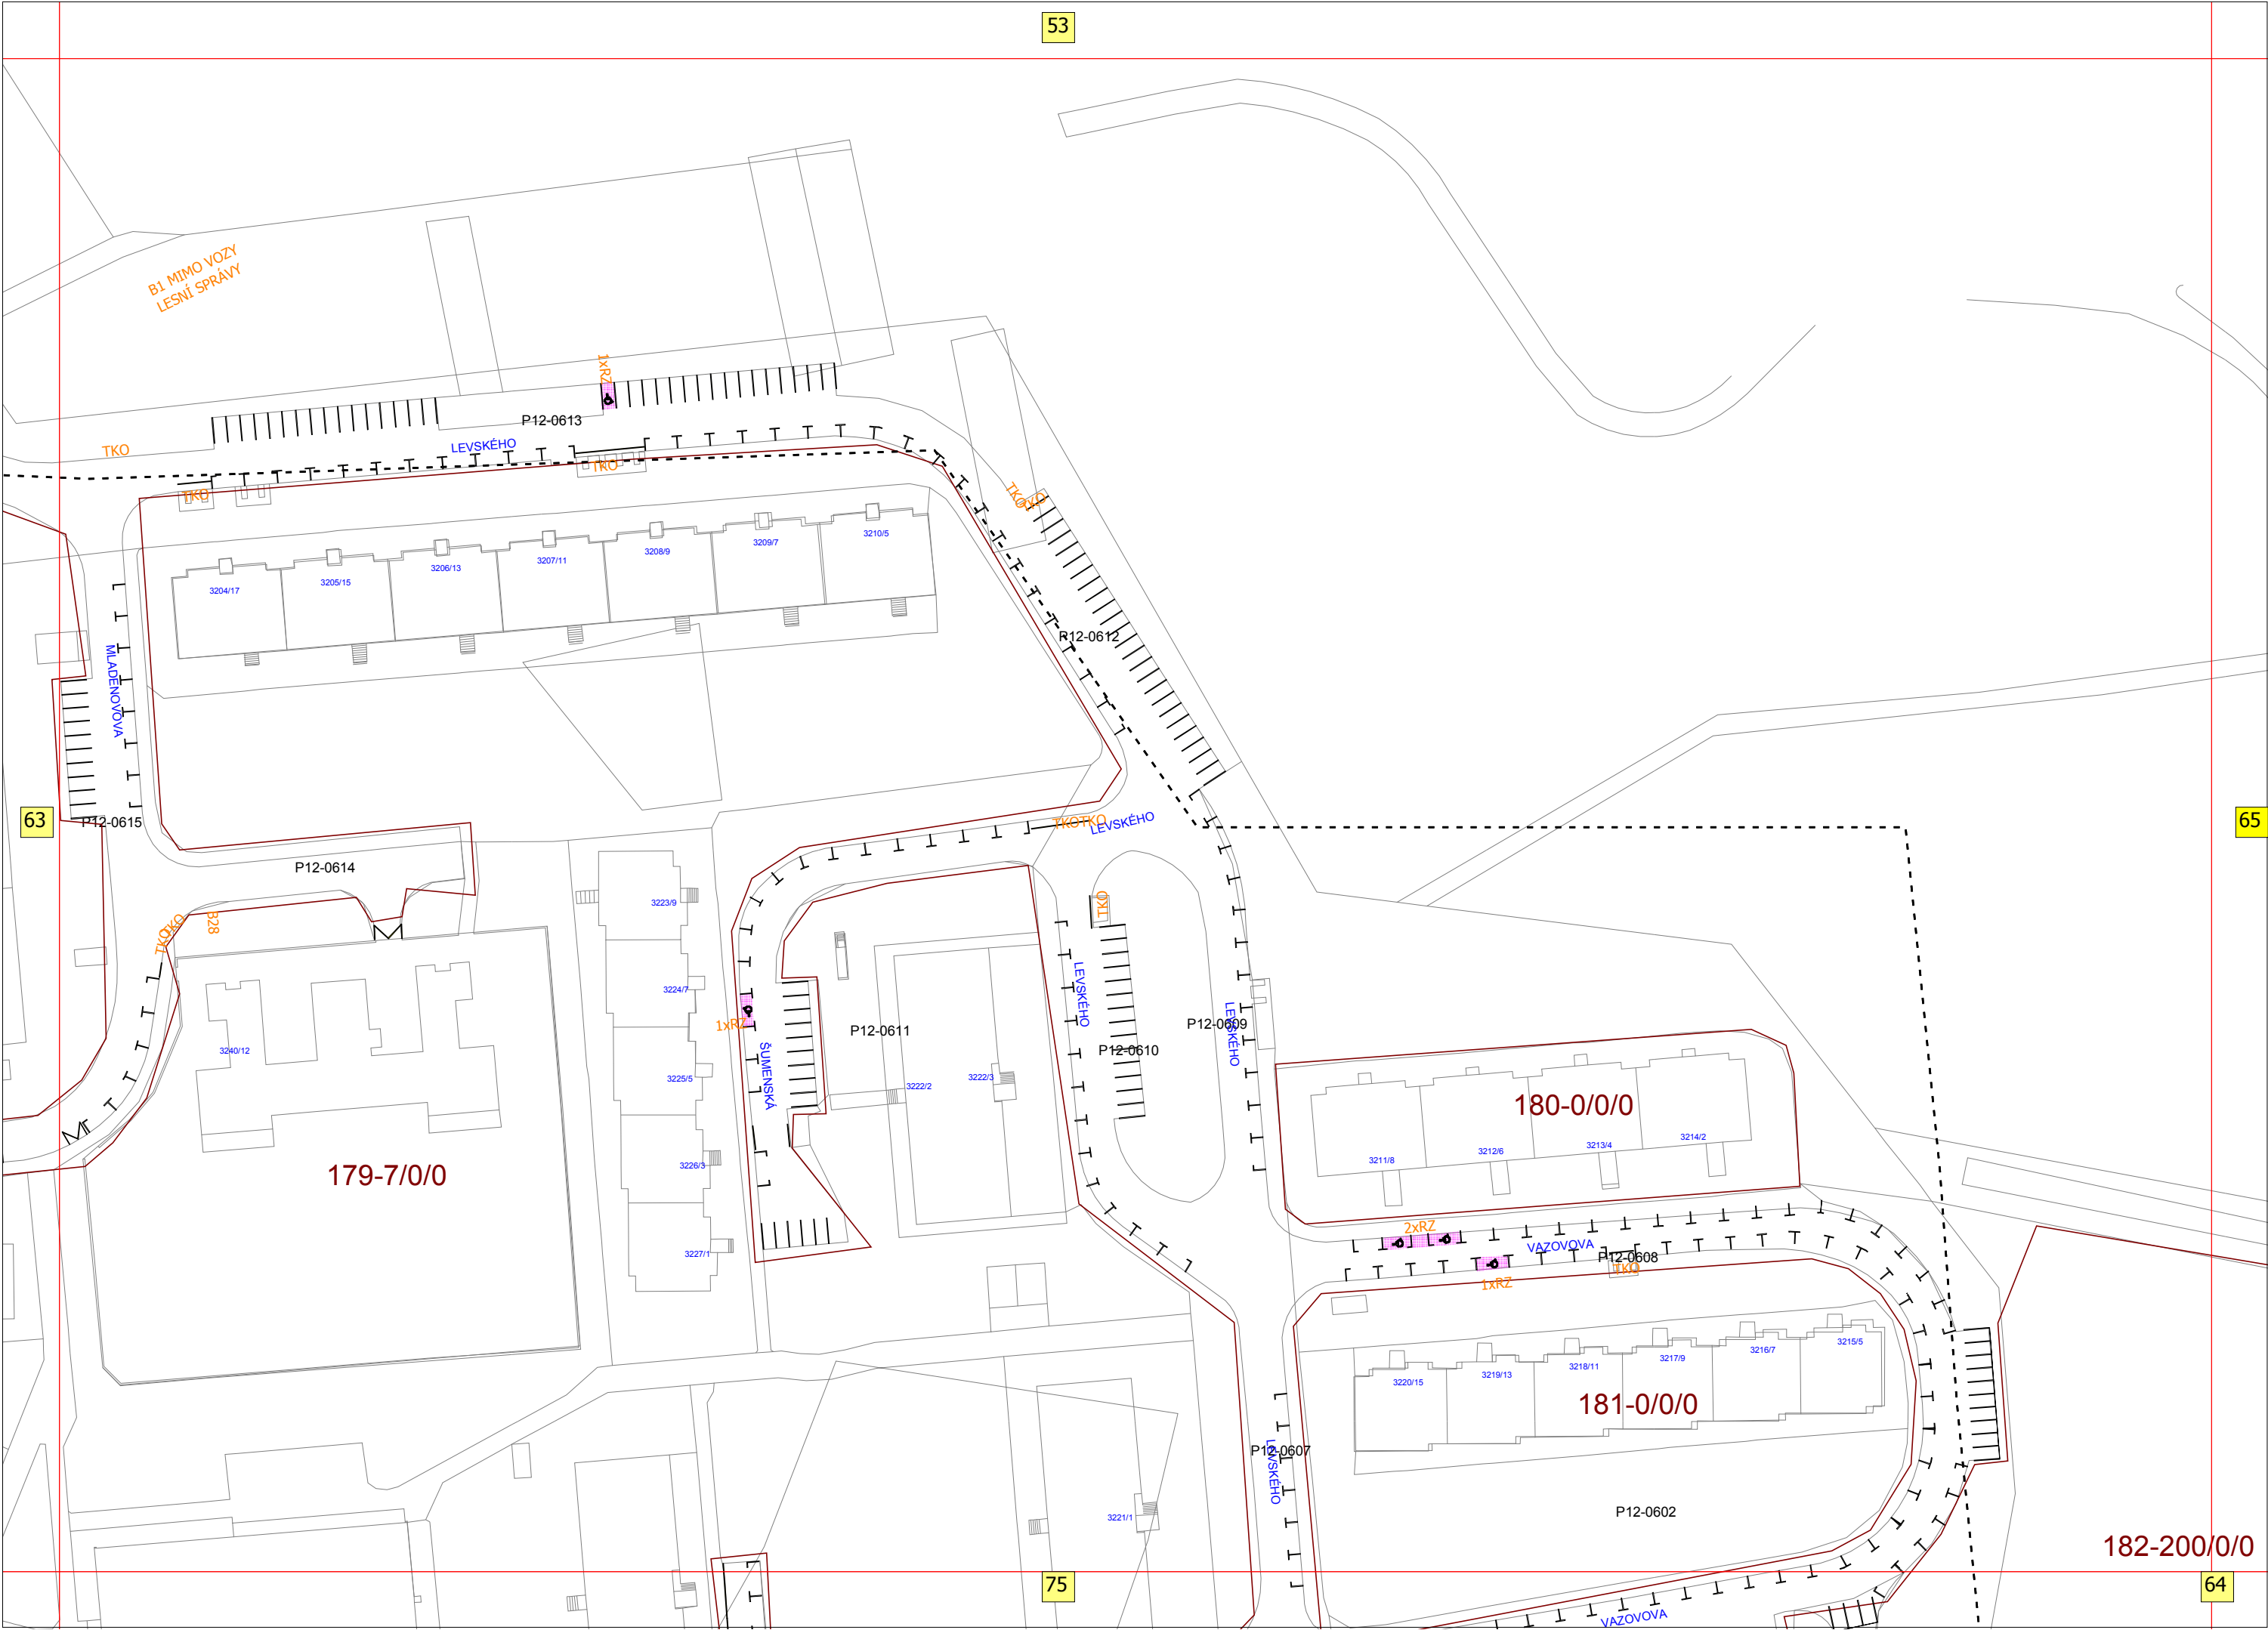 53
B1 MIMO VOZY
LESNÍ SPRÁVY
1xRZ
P12-0613
LEVSKÉHO
TKO
TKO
TKO
TKO
3210/5
3209/7
3208/9
3207/11
3206/13
3205/15
3204/17
P12-0612
MLADENOVOVA
63
P12-0615
TKOTKO
LEVSKÉHO
65
P12-0614
TKO
TKO
B28
3223/9
TKO
3224/7
LEVSKÉHO
1xRZ
P12-0611
P12-0609
LEVSKÉHO
3240/12
P12-0610
ŠUMENSKÁ
3225/5
3222/2
3222/3
180-0/0/0
3214/2
3213/4
3212/6
3211/8
179-7/0/0
3226/3
3227/1
2xRZ
VAZOVOVA
P12-0608
TKO
1xRZ
3215/5
3216/7
3217/9
3218/11
3219/13
3220/15
181-0/0/0
P12-0607
LEVSKÉHO
P12-0602
3221/1
182-200/0/0
75
64
VAZOVOVA